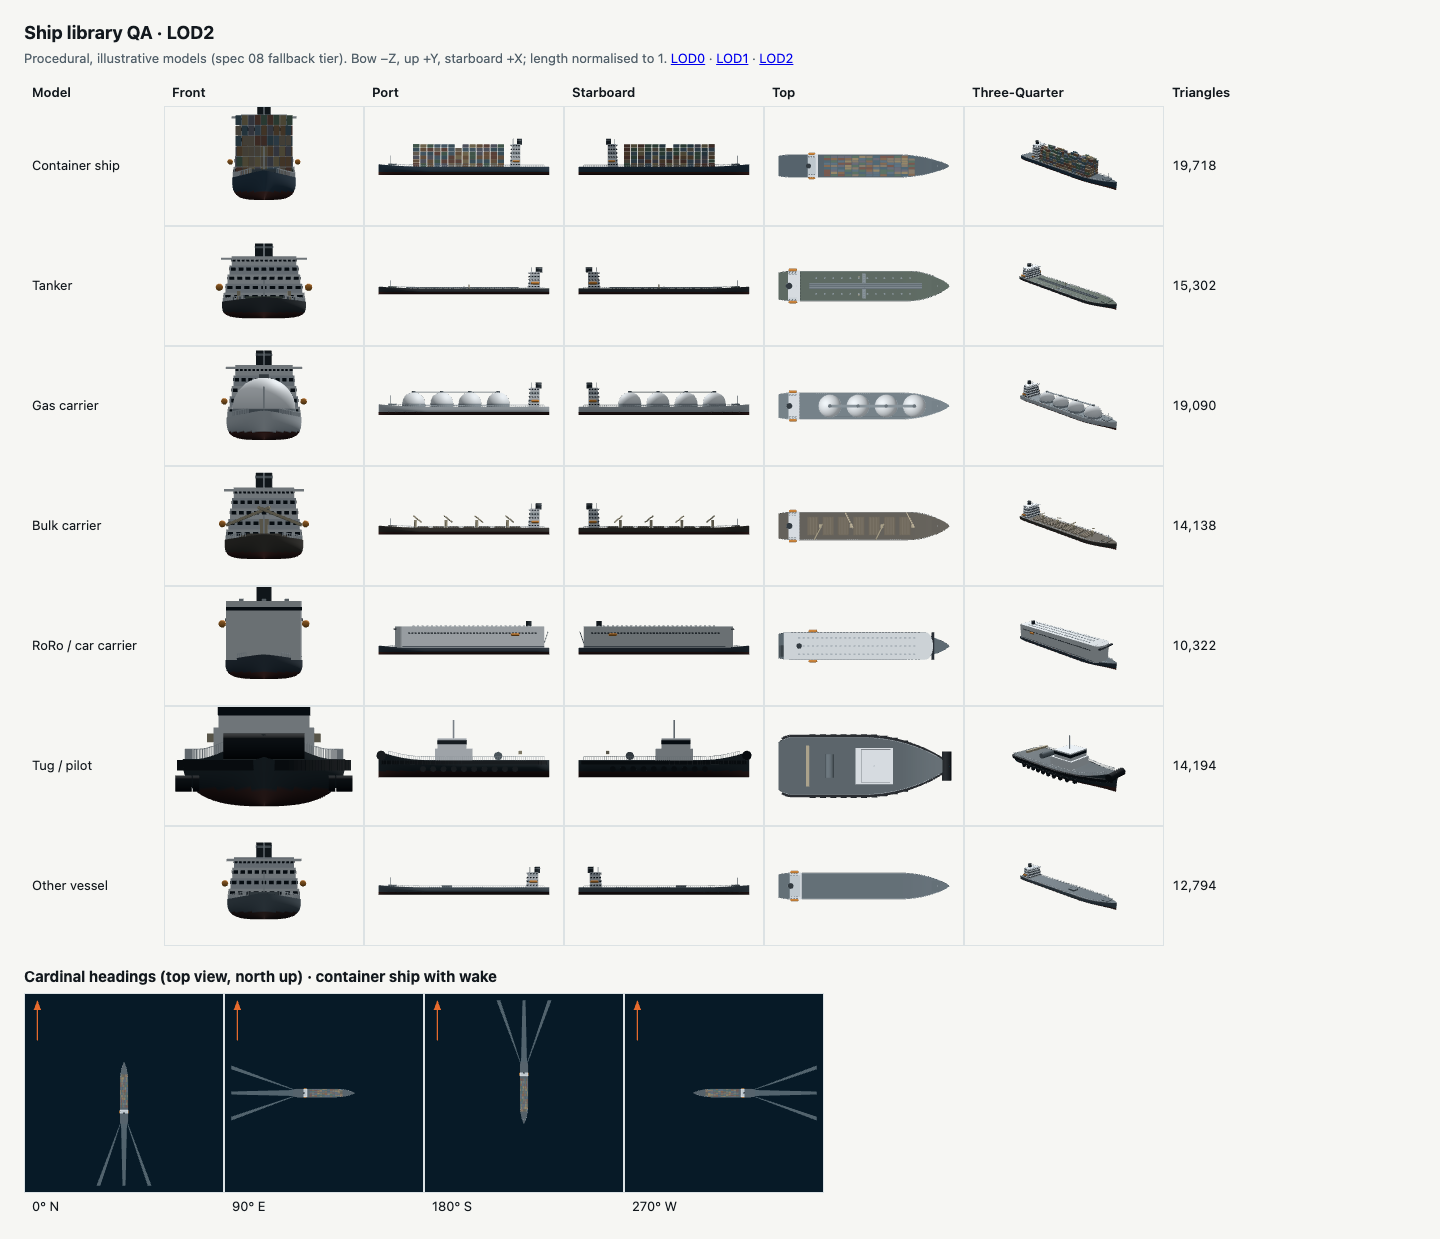 Ship library QA · LOD2
Procedural, illustrative models (spec 08 fallback tier). Bow −Z, up +Y, starboard +X; length normalised to 1. LOD0 · LOD1 · LOD2
Model Front Port Starboard Top Three-Quarter Triangles
Container ship 19,718
Tanker 15,302
Gas carrier 19,090
Bulk carrier 14,138
RoRo / car carrier 10,322
Tug / pilot 14,194
Other vessel 12,794
Cardinal headings (top view, north up) · container ship with wake
0° N 90° E 180° S 270° W